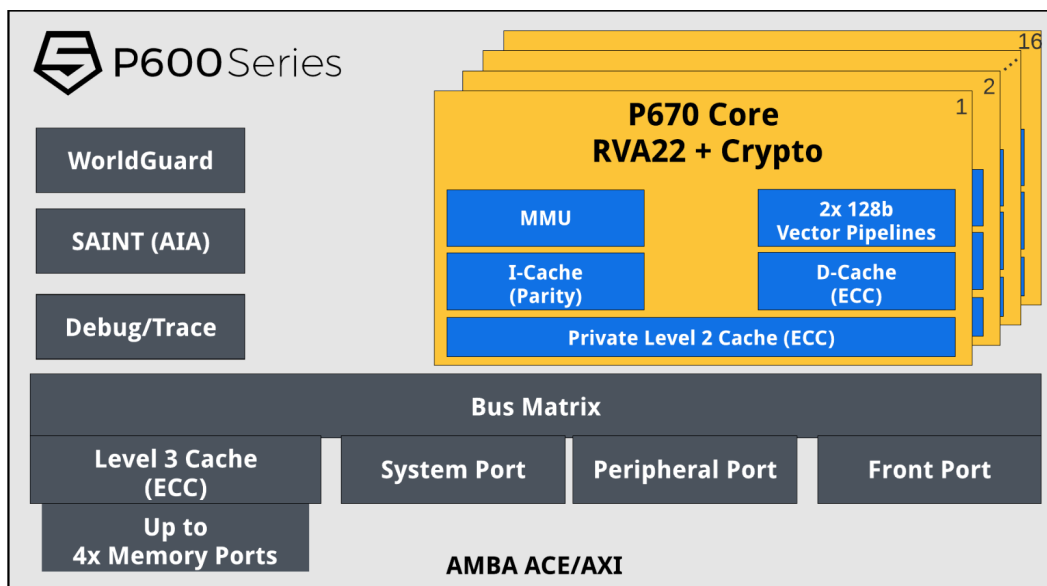 P600 Series
16
2
1
P670 Core
RVA22 + Crypto
WorldGuard
MMU
2x 128b
Vector Pipelines
SAINT (AIA)
I-Cache
(Parity)
D-Cache
(ECC)
Debug/Trace
Private Level 2 Cache (ECC)
Bus Matrix
Level 3 Cache
(ECC)
System Port
Peripheral Port
Front Port
Up to
4x Memory Ports
AMBA ACE/AXI